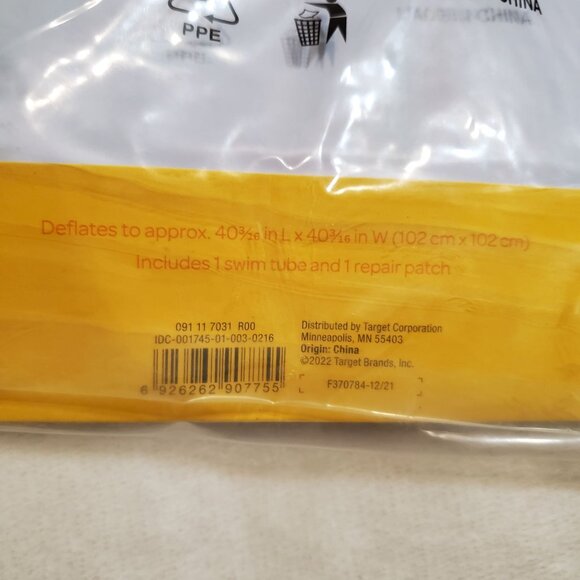 PPE
CHINA
Deflates to approx. 40³⁄₁₆ in L x 40³⁄₁₆ in W (102 cm x 102 cm)
Includes 1 swim tube and 1 repair patch
091 11 7031 R00
IDC-001745-01-003-0216
6 926262 907755
Distributed by Target Corporation
Minneapolis, MN 55403
Origin: China
©2022 Target Brands, Inc.
F370784-12/21